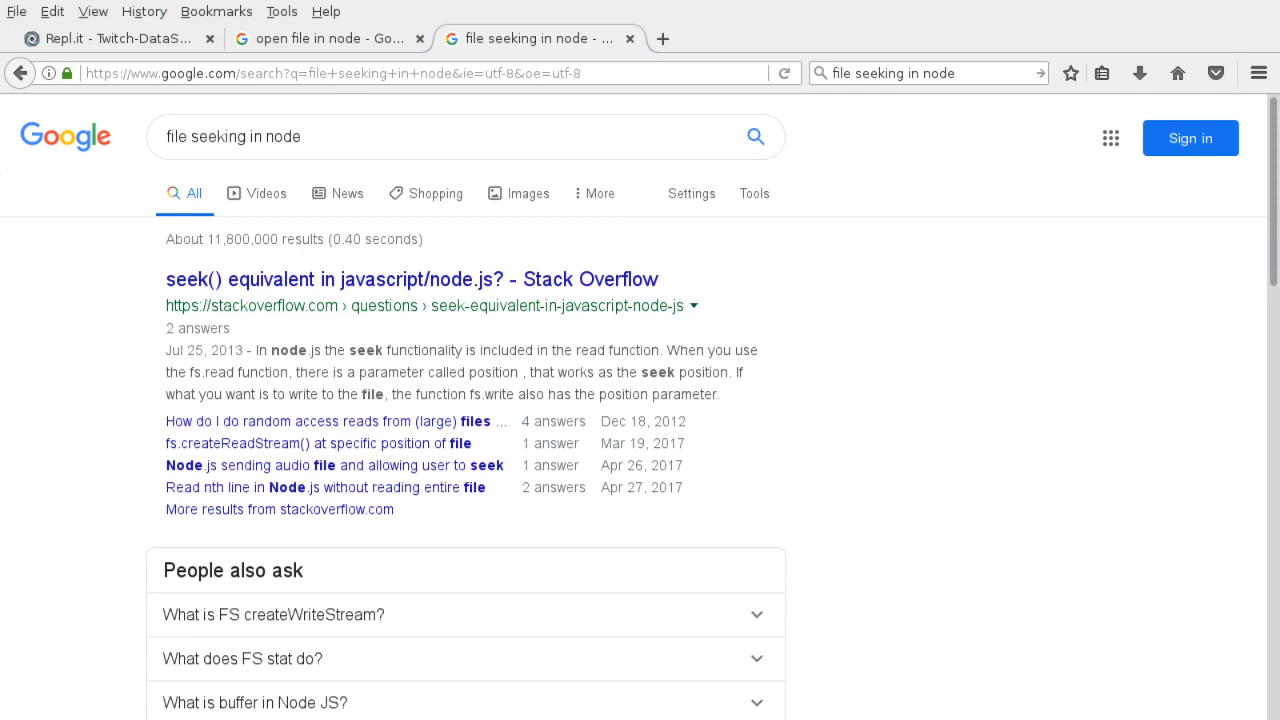 File Edit View History Bookmarks Tools Help
Repl.it - Twitch-DataS... × open file in node - Go... × file seeking in node - ... × +
https://www.google.com/search?q=file+seeking+in+node&ie=utf-8&oe=utf-8 file seeking in node
Google file seeking in node Sign in
All Videos News Shopping Images More Settings Tools
About 11,800,000 results (0.40 seconds)
seek() equivalent in javascript/node.js? - Stack Overflow
https://stackoverflow.com › questions › seek-equivalent-in-javascript-node-js
2 answers
Jul 25, 2013 - In node.js the seek functionality is included in the read function. When you use
the fs.read function, there is a parameter called position , that works as the seek position. If
what you want is to write to the file, the function fs.write also has the position parameter.
How do I do random access reads from (large) files ... 4 answers Dec 18, 2012
fs.createReadStream() at specific position of file 1 answer Mar 19, 2017
Node.js sending audio file and allowing user to seek 1 answer Apr 26, 2017
Read nth line in Node.js without reading entire file 2 answers Apr 27, 2017
More results from stackoverflow.com
People also ask
What is FS createWriteStream?
What does FS stat do?
What is buffer in Node JS?